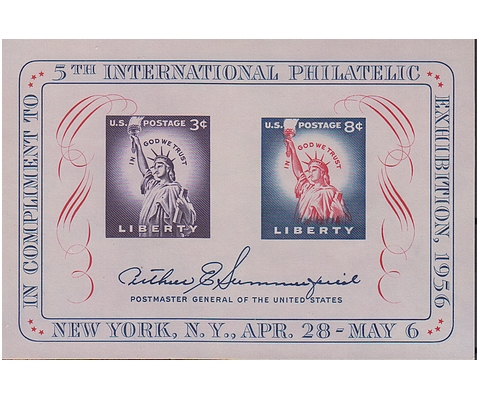 IN COMPLIMENT TO
5TH INTERNATIONAL PHILATELIC
EXHIBITION, 1956
U.S. POSTAGE 3¢
IN GOD WE TRUST
LIBERTY
U.S. POSTAGE 8¢
IN GOD WE TRUST
LIBERTY
Arthur E Summerfield
POSTMASTER GENERAL OF THE UNITED STATES
NEW YORK, N.Y., APR. 28 - MAY 6